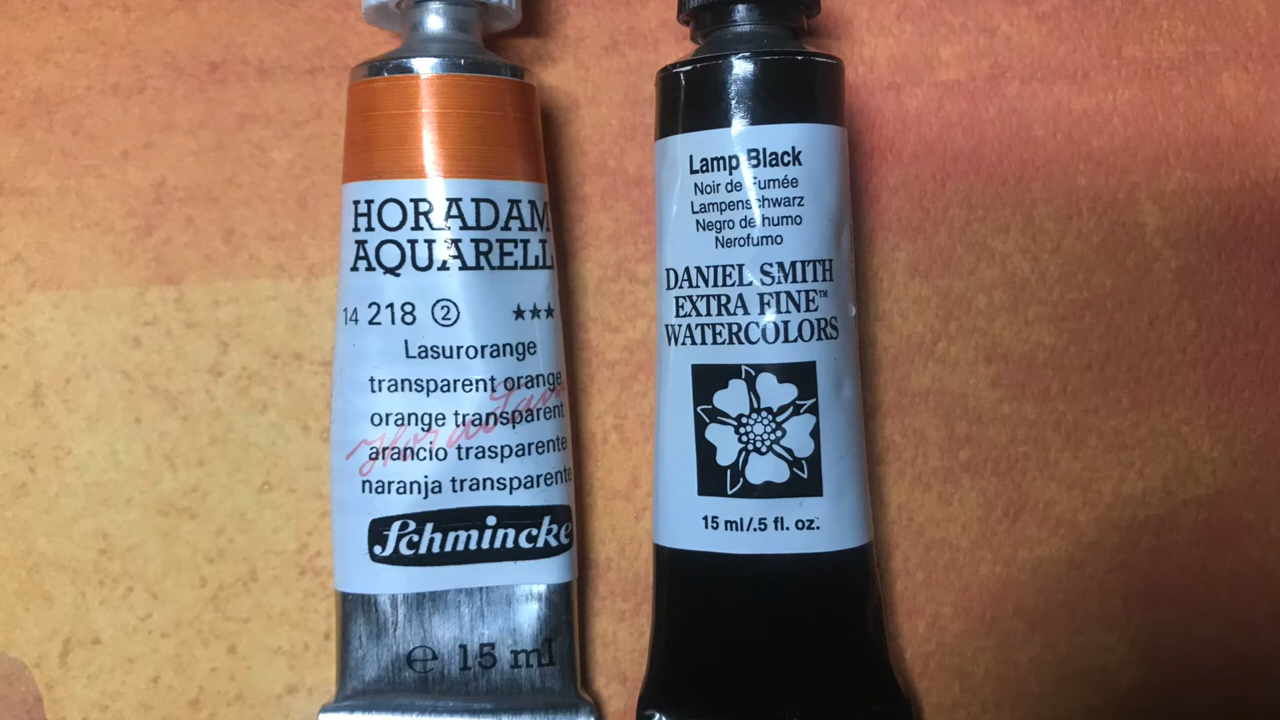 HORADAM
AQUARELL
14 218 2 ★★★
Lasurorange
transparent orange
orange transparent
arancio trasparente
naranja transparente
Horadam
Schmincke
e 15 ml
Lamp Black
Noir de Fumée
Lampenschwarz
Negro de humo
Nerofumo
DANIEL SMITH
EXTRA FINE™
WATERCOLORS
15 ml/.5 fl. oz.